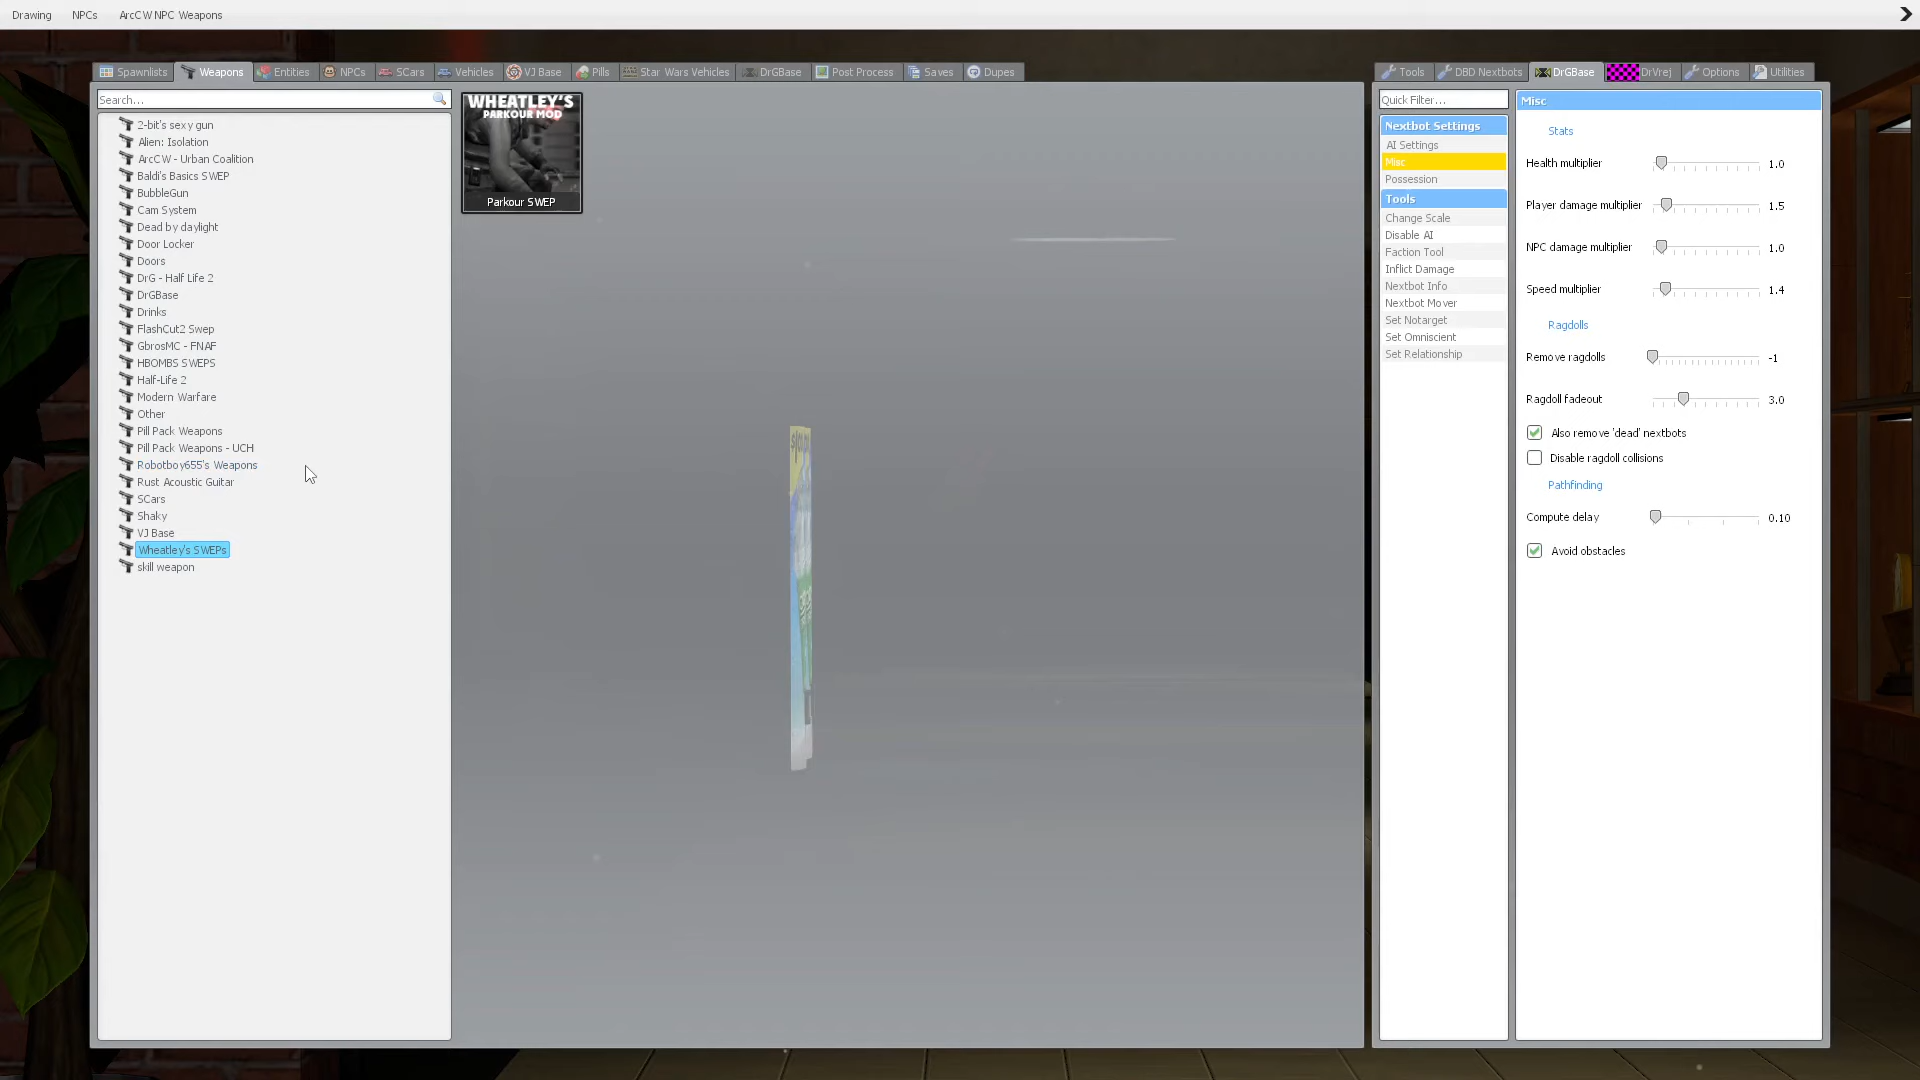 Drawing NPCs ArcCW NPC Weapons
Spawnlists Weapons Entities NPCs SCars Vehicles VJ Base Pills Star Wars Vehicles DrGBase Post Process Saves Dupes
Search...
2-bit's sexy gun
Alien: Isolation
ArcCW - Urban Coalition
Baldi's Basics SWEP
BubbleGun
Cam System
Dead by daylight
Door Locker
Doors
DrG - Half Life 2
DrGBase
Drinks
FlashCut2 Swep
GbrosMC - FNAF
HBOMBS SWEPS
Half-Life 2
Modern Warfare
Other
Pill Pack Weapons
Pill Pack Weapons - UCH
Robotboy655's Weapons
Rust Acoustic Guitar
SCars
Shaky
VJ Base
Wheatley's SWEPs
skill weapon
WHEATLEY'S
PARKOUR MOD
Parkour SWEP
Tools DBD Nextbots DrGBase DrVrej Options Utilities
Quick Filter...
Nextbot Settings
AI Settings
Misc
Possession
Tools
Change Scale
Disable AI
Faction Tool
Inflict Damage
Nextbot Info
Nextbot Mover
Set Notarget
Set Omniscient
Set Relationship
Misc
Stats
Health multiplier 1.0
Player damage multiplier 1.5
NPC damage multiplier 1.0
Speed multiplier 1.4
Ragdolls
Remove ragdolls -1
Ragdoll fadeout 3.0
Also remove 'dead' nextbots
Disable ragdoll collisions
Pathfinding
Compute delay 0.10
Avoid obstacles